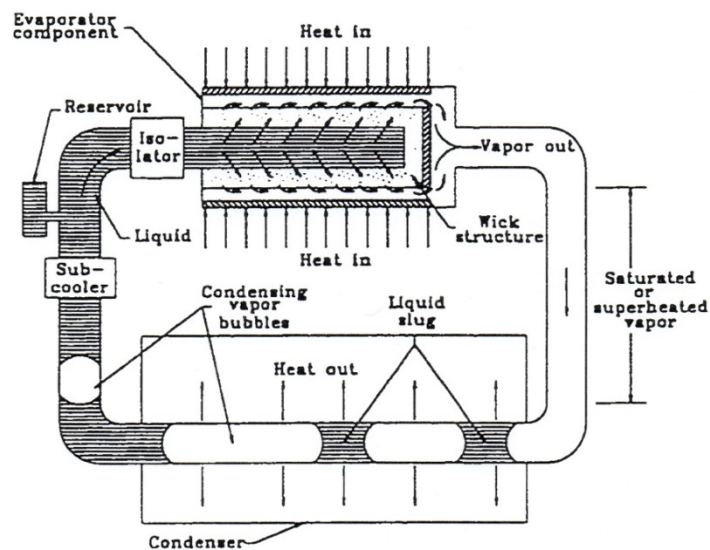 Evaporator
component
Heat in
Reservoir
Iso-
lator
Vapor out
Liquid
Wick
structure
Heat in
Sub-
cooler
Condensing
vapor
bubbles
Liquid
slug
Saturated
or
superheated
vapor
Heat out
Condenser